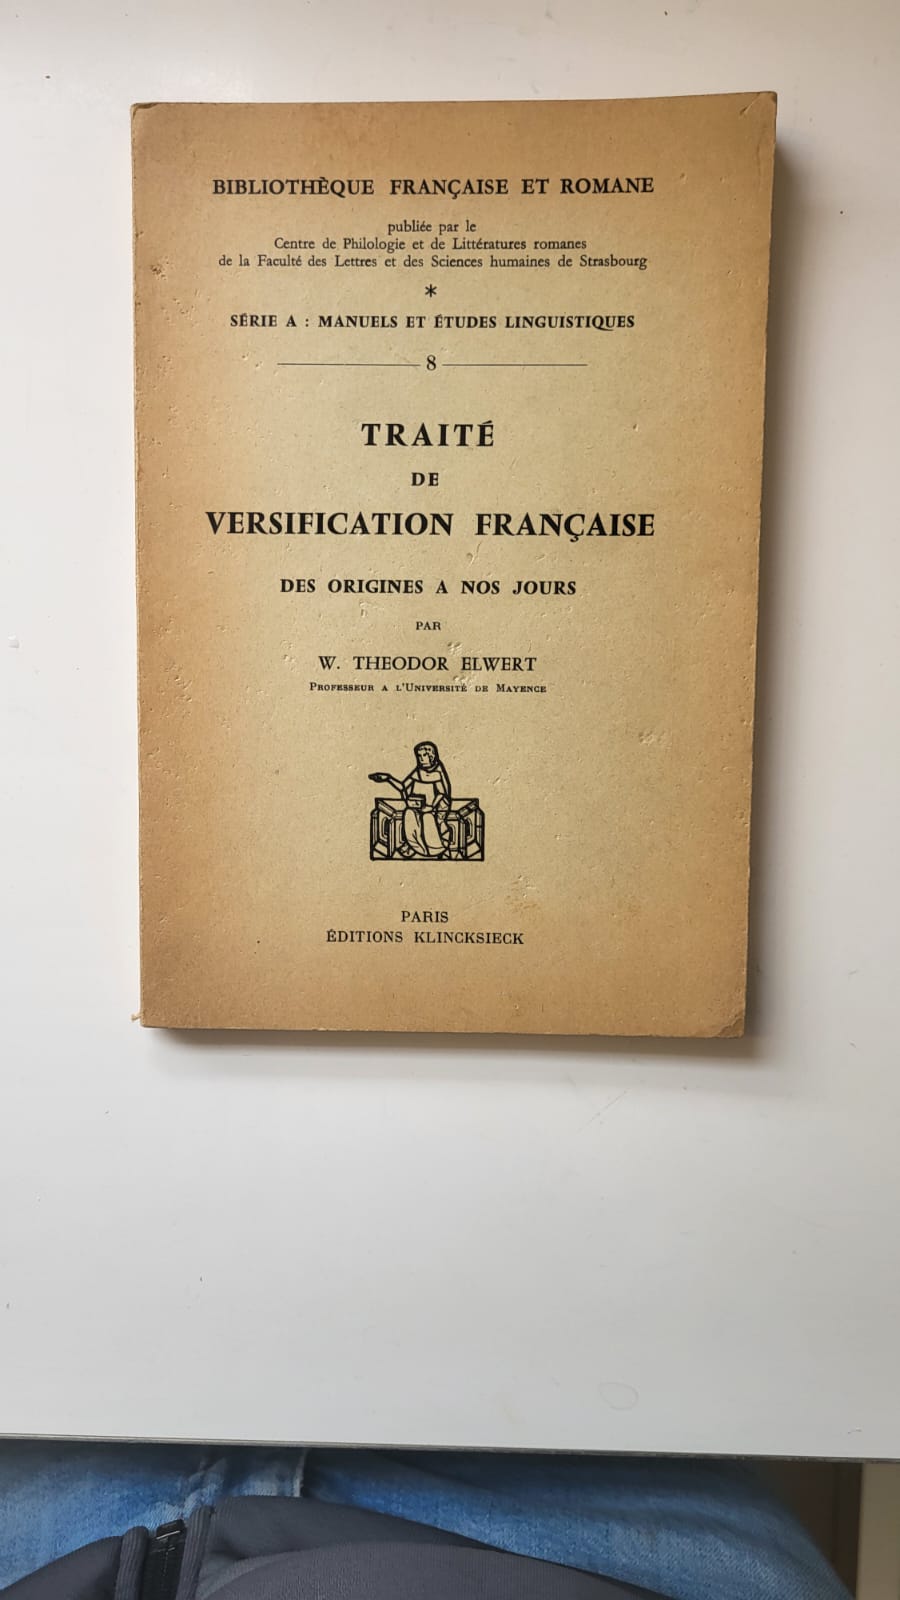 BIBLIOTHÈQUE FRANÇAISE ET ROMANE
publiée par le
Centre de Philologie et de Littératures romanes
de la Faculté des Lettres et des Sciences humaines de Strasbourg
*
SÉRIE A : MANUELS ET ÉTUDES LINGUISTIQUES
8
TRAITÉ
DE
VERSIFICATION FRANÇAISE
DES ORIGINES A NOS JOURS
PAR
W. THEODOR ELWERT
PROFESSEUR A L'UNIVERSITÉ DE MAYENCE
PARIS
ÉDITIONS KLINCKSIECK